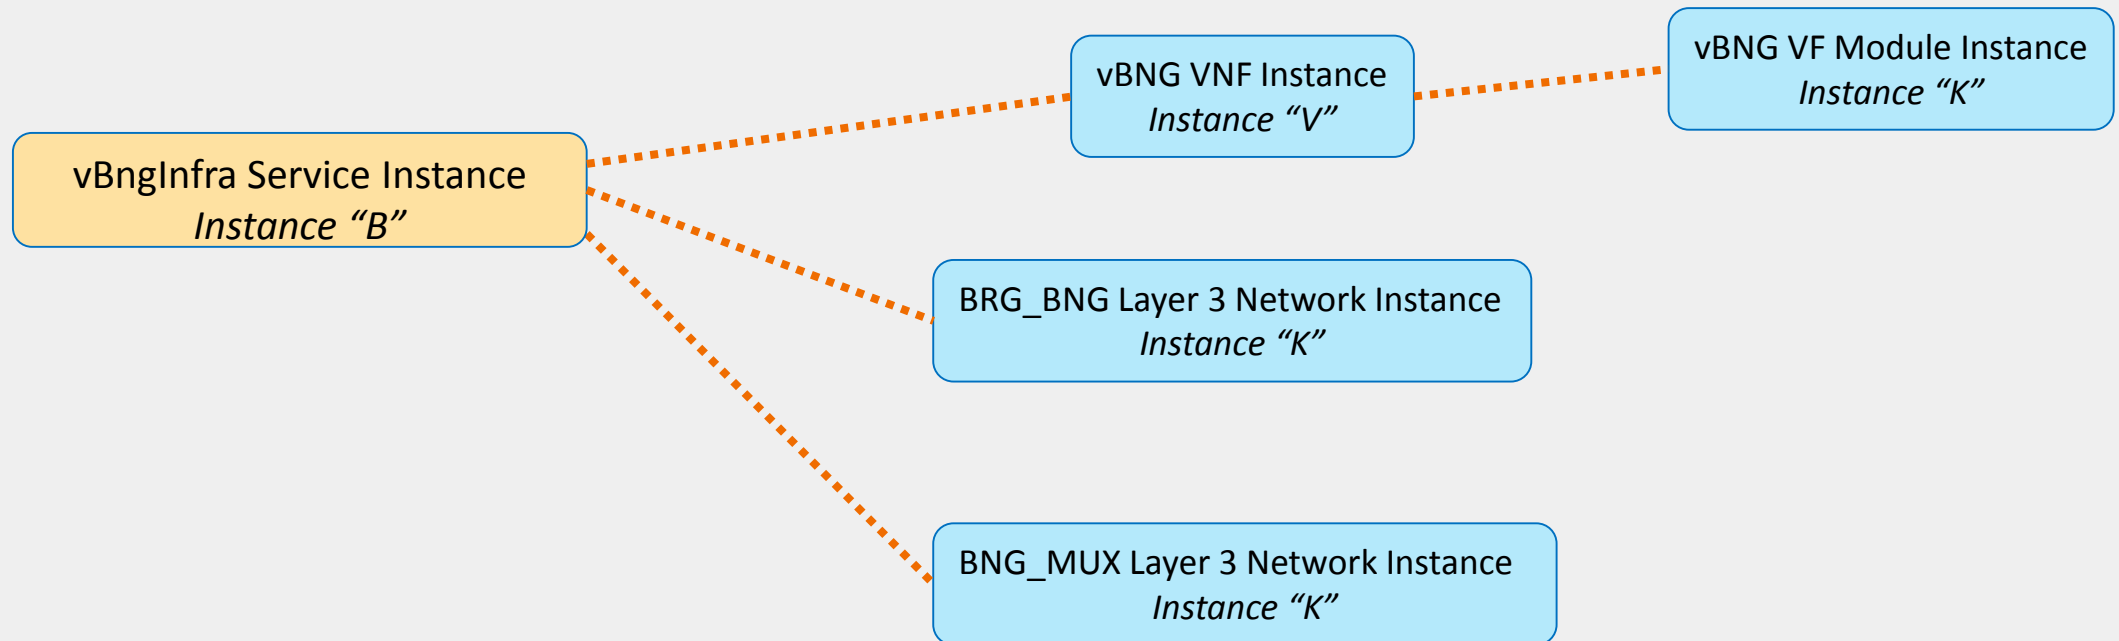 vBNG VF Module Instance
Instance “K”
vBNG VNF Instance
Instance “V”
vBngInfra Service Instance
Instance “B”
BRG_BNG Layer 3 Network Instance
Instance “K”
BNG_MUX Layer 3 Network Instance
Instance “K”